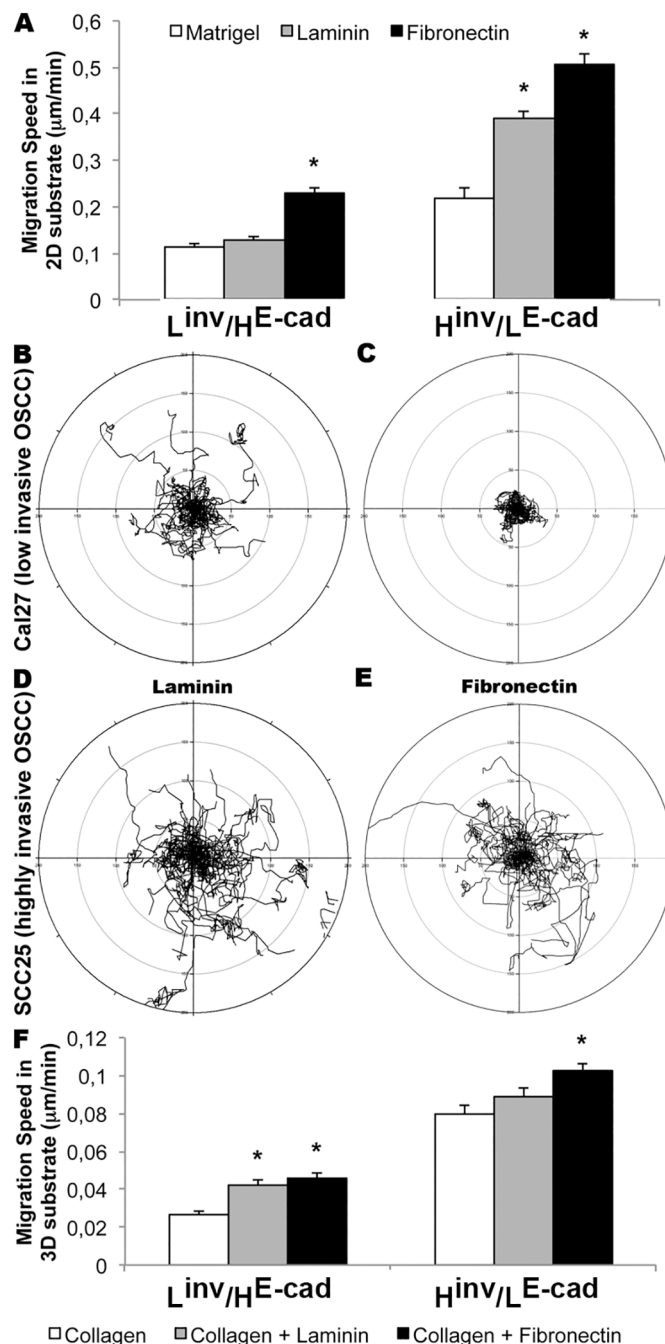 A
Matrigel Laminin Fibronectin
Migration Speed in
2D substrate (μm/min)
0,6
0,5
0,4
0,3
0,2
0,1
0
*
*
*
Linv/HE-cad
Hinv/LE-cad
B
C
Cal27 (low invasive OSCC)
D
Laminin
E
Fibronectin
SCC25 (highly invasive OSCC)
F
Migration Speed in
3D substrate (μm/min)
0,12
0,1
0,08
0,06
0,04
0,02
0
*
*
*
Linv/HE-cad
Hinv/LE-cad
Collagen Collagen + Laminin Collagen + Fibronectin